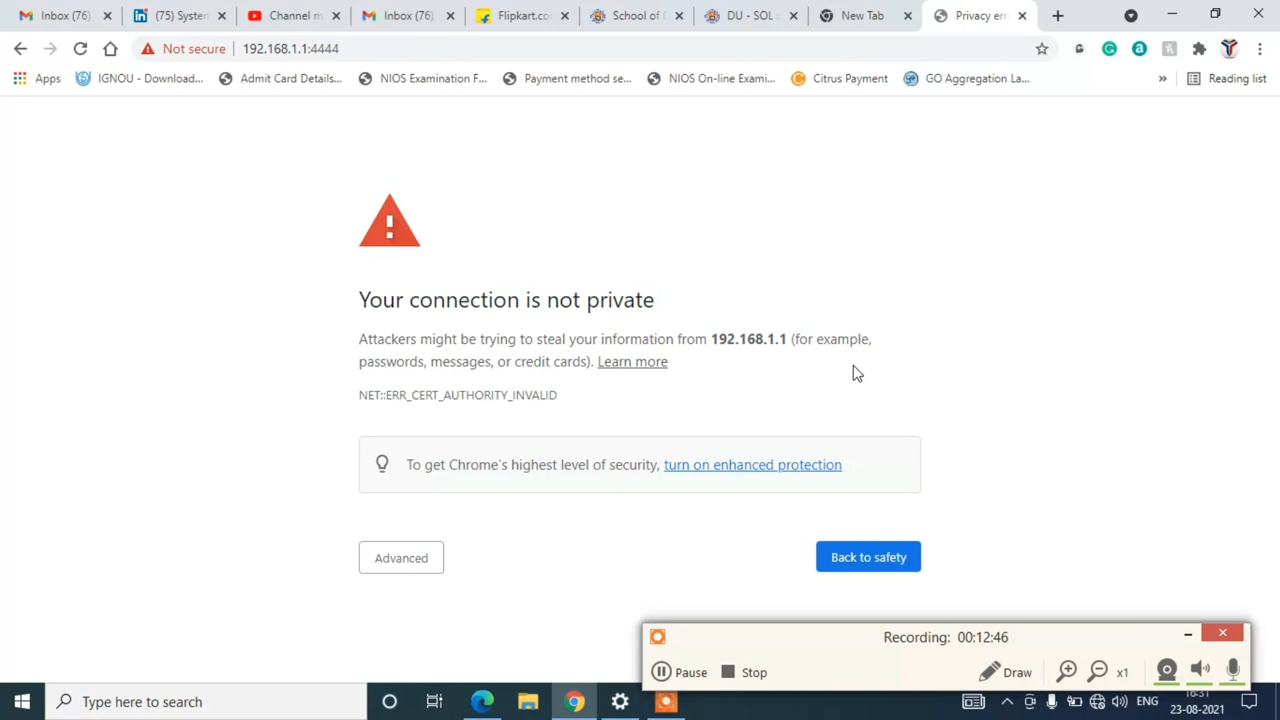 Inbox (76)
(75) System
Channel m
Inbox (76)
Flipkart.co
School of
DU - SOL
New Tab
Privacy err
Not secure
192.168.1.1:4444
Apps
IGNOU - Download...
Admit Card Details...
NIOS Examination F...
Payment method se...
NIOS On-line Exami...
Citrus Payment
GO Aggregation La...
»
Reading list
Your connection is not private
Attackers might be trying to steal your information from 192.168.1.1 (for example,
passwords, messages, or credit cards). Learn more
NET::ERR_CERT_AUTHORITY_INVALID
To get Chrome's highest level of security, turn on enhanced protection
Advanced
Back to safety
Recording: 00:12:46
Pause
Stop
Draw
x1
Type here to search
ENG
16:31
23-08-2021